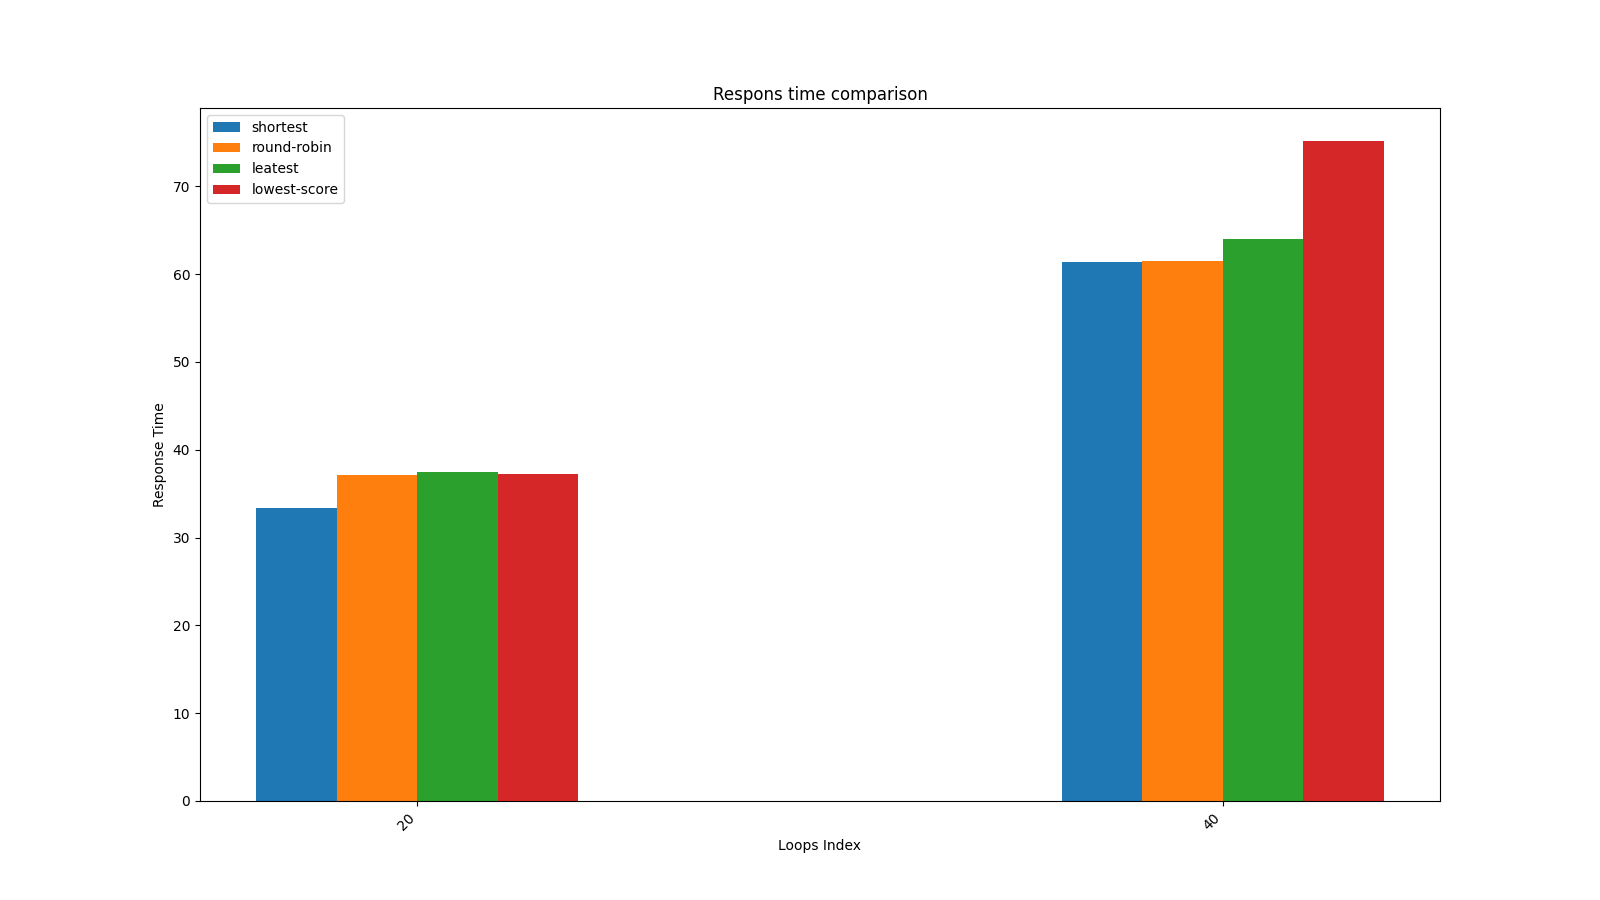 Respons time comparison
shortest
round-robin
leatest
lowest-score
70
60
50
40
30
20
10
0
Response Time
20
40
Loops Index